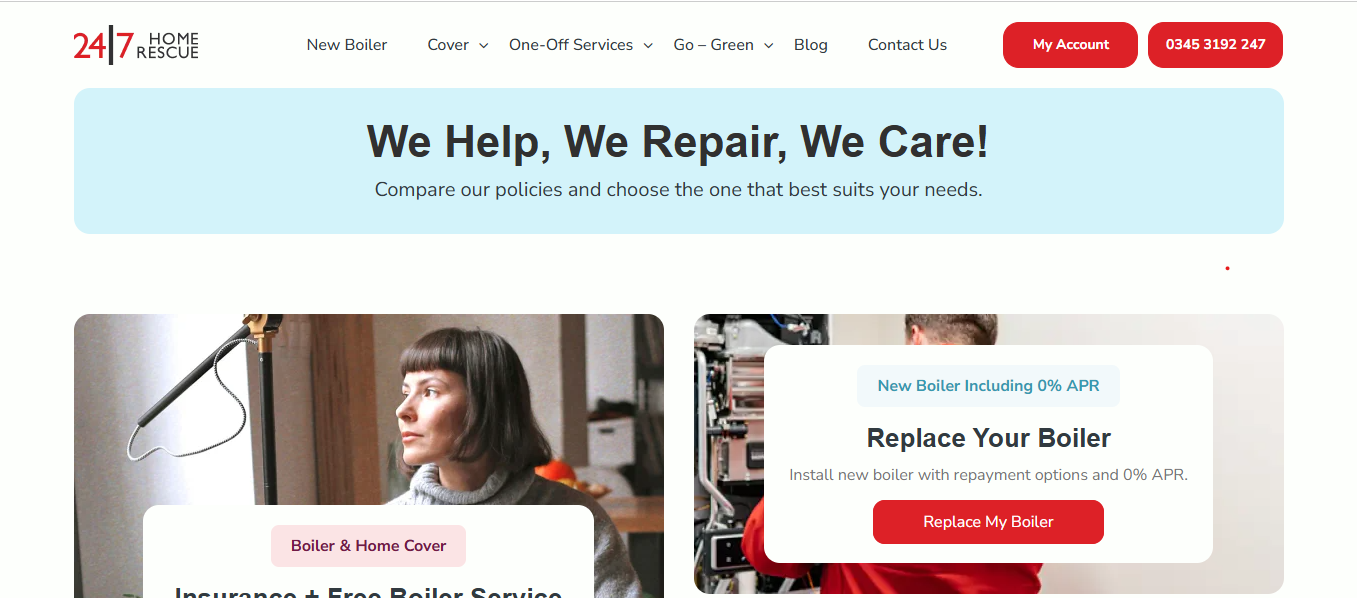 24|7 HOME RESCUE
New Boiler
Cover
One-Off Services
Go – Green
Blog
Contact Us
My Account
0345 3192 247
We Help, We Repair, We Care!
Compare our policies and choose the one that best suits your needs.
Boiler & Home Cover
Insurance + Free Boiler Service
New Boiler Including 0% APR
Replace Your Boiler
Install new boiler with repayment options and 0% APR.
Replace My Boiler